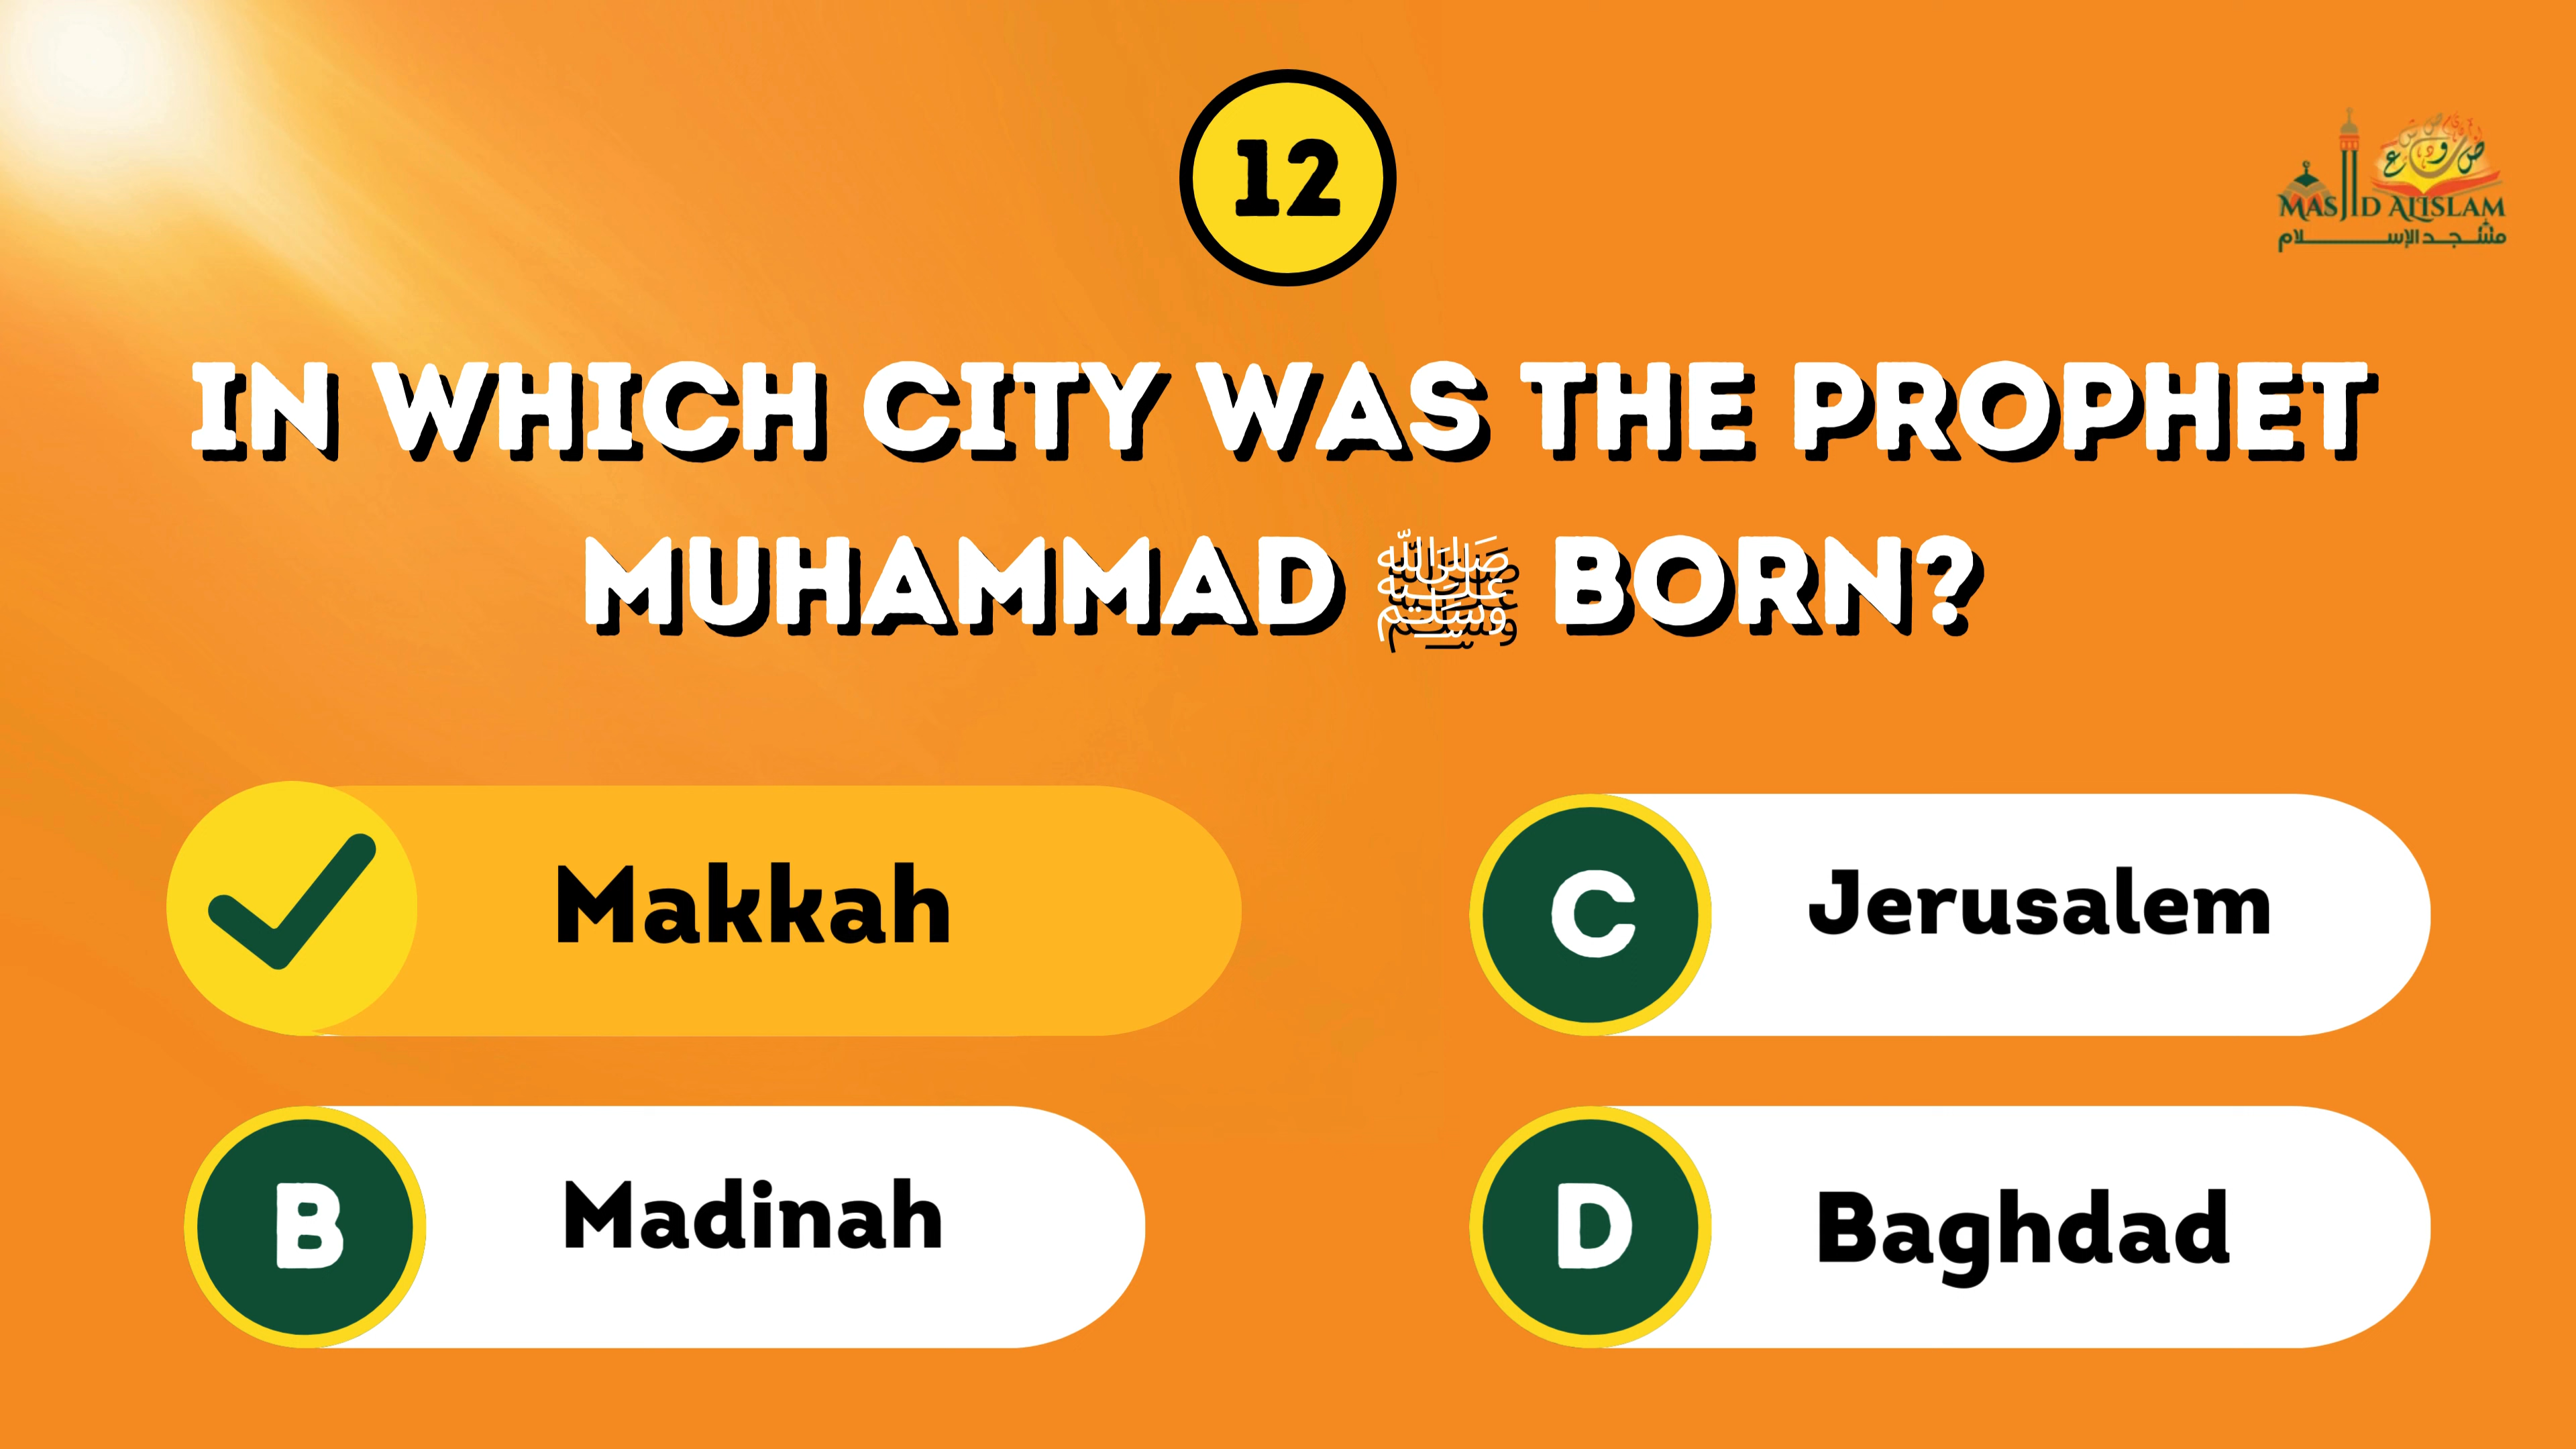 12
MASJID ALISLAM
مسجد الإسلام
IN WHICH CITY WAS THE PROPHET
MUHAMMAD ﷺ BORN?
Makkah
B Madinah
C Jerusalem
D Baghdad